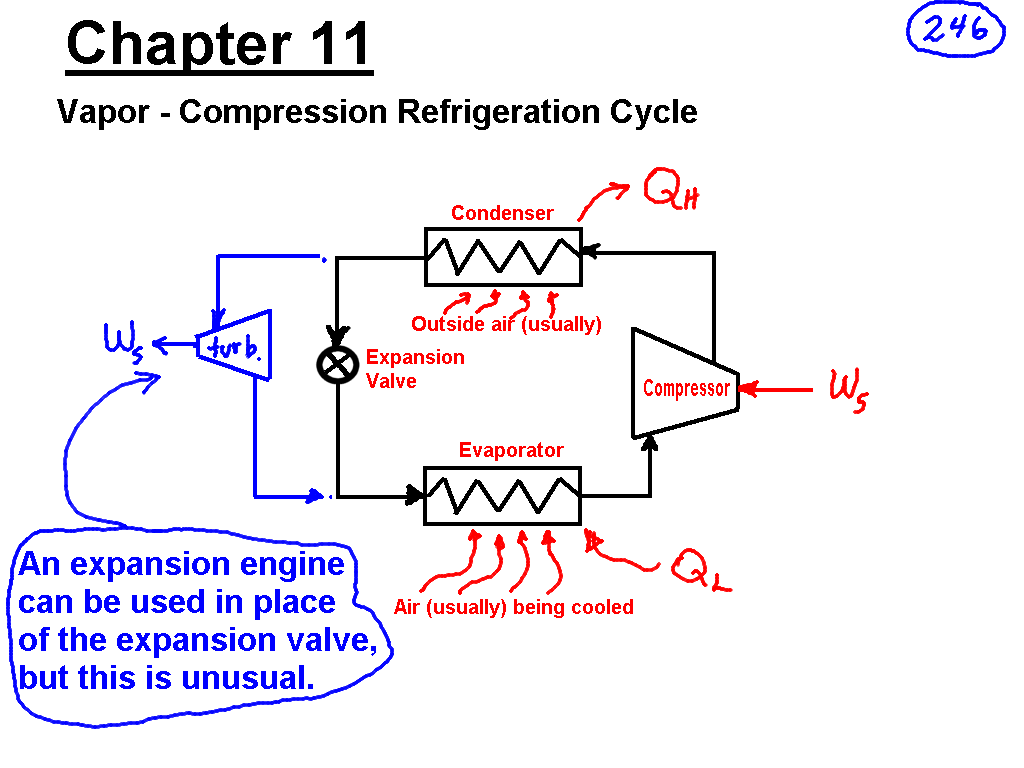 Chapter 11
246
Vapor - Compression Refrigeration Cycle
QH
Condenser
Outside air (usually)
Ws
turb.
Expansion
Valve
Compressor
Ws
Evaporator
QL
Air (usually) being cooled
An expansion engine
can be used in place
of the expansion valve,
but this is unusual.